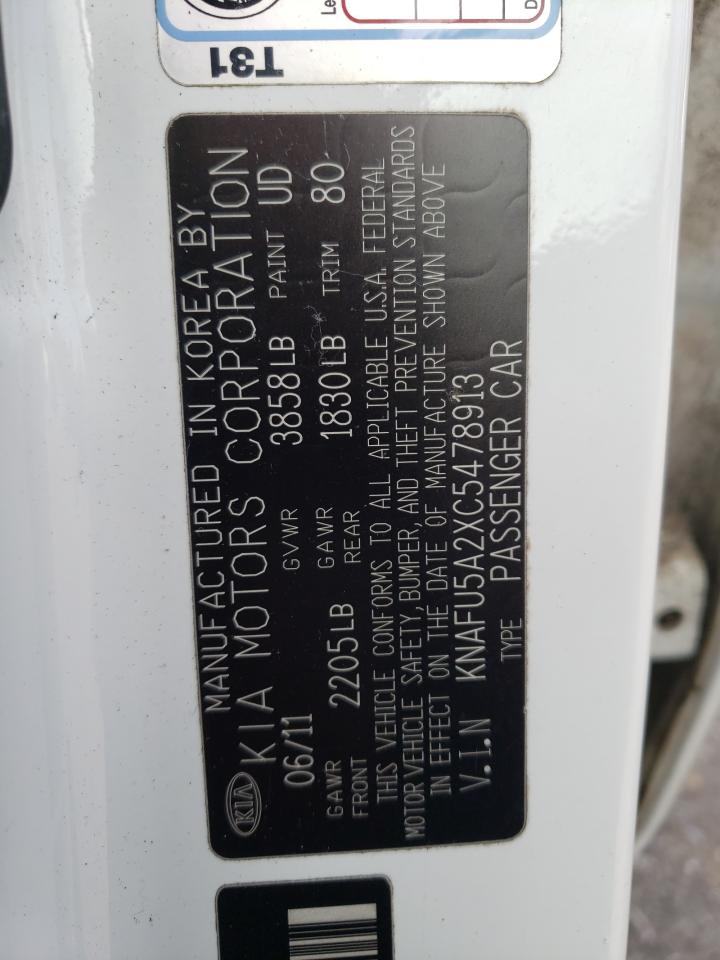 Le
D
T31
MANUFACTURED IN KOREA BY
KIA KIA MOTORS CORPORATION
06/11 GVWR 3858LB PAINT UD
GAWR FRONT 2205LB GAWR REAR 1830LB TRIM 80
THIS VEHICLE CONFORMS TO ALL APPLICABLE U.S.A. FEDERAL
MOTOR VEHICLE SAFETY, BUMPER, AND THEFT PREVENTION STANDARDS
IN EFFECT ON THE DATE OF MANUFACTURE SHOWN ABOVE
V.I.N KNAFU5A2XC5478913
TYPE PASSENGER CAR